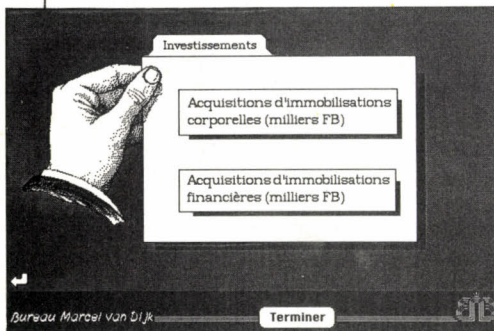 Investissements
Acquisitions d'immobilisations
corporelles (milliers FB)
Acquisitions d'immobilisations
financières (milliers FB)
Bureau Marcel van Dijk
Terminer